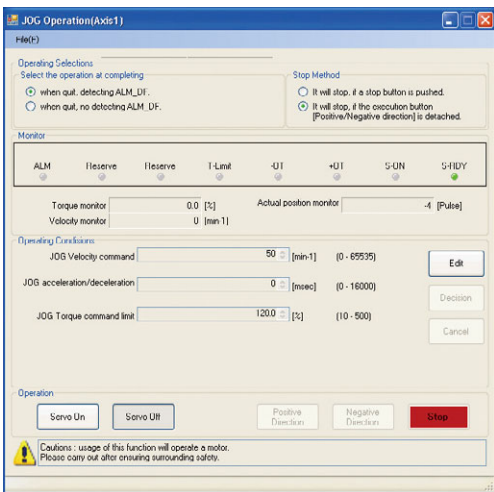 JOG Operation(Axis1)
File(F)
Operating Selections
Select the operation at completing
when quit, detecting ALM_DF.
when quit, no detecting ALM_DF.
Stop Method
It will stop, if a stop button is pushed.
It will stop, if the execution button
[Positive/Negative direction] is detached.
Monitor
ALM Reserve Reserve T-Limit -OT +OT S-ON S-RDY
Torque monitor 0.0 [%] Actual position monitor -4 [Pulse]
Velocity monitor 0 [min-1]
Operating Conditions
JOG Velocity command 50 [min-1] (0 - 65535) Edit
JOG acceleration/deceleration 0 [msec] (0 - 16000) Decision
JOG Torque command limit 120.0 [%] (10 - 500) Cancel
Operation
Servo On Servo Off Positive Direction Negative Direction Stop
Cautions : usage of this function will operate a motor.
Please carry out after ensuring surrounding safety.